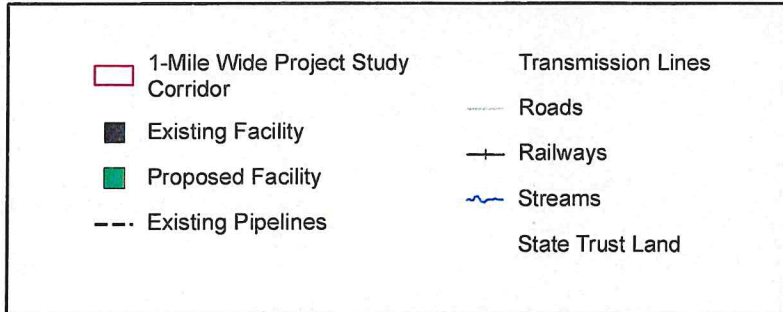 1-Mile Wide Project Study
Corridor
Existing Facility
Proposed Facility
Existing Pipelines
Transmission Lines
Roads
Railways
Streams
State Trust Land